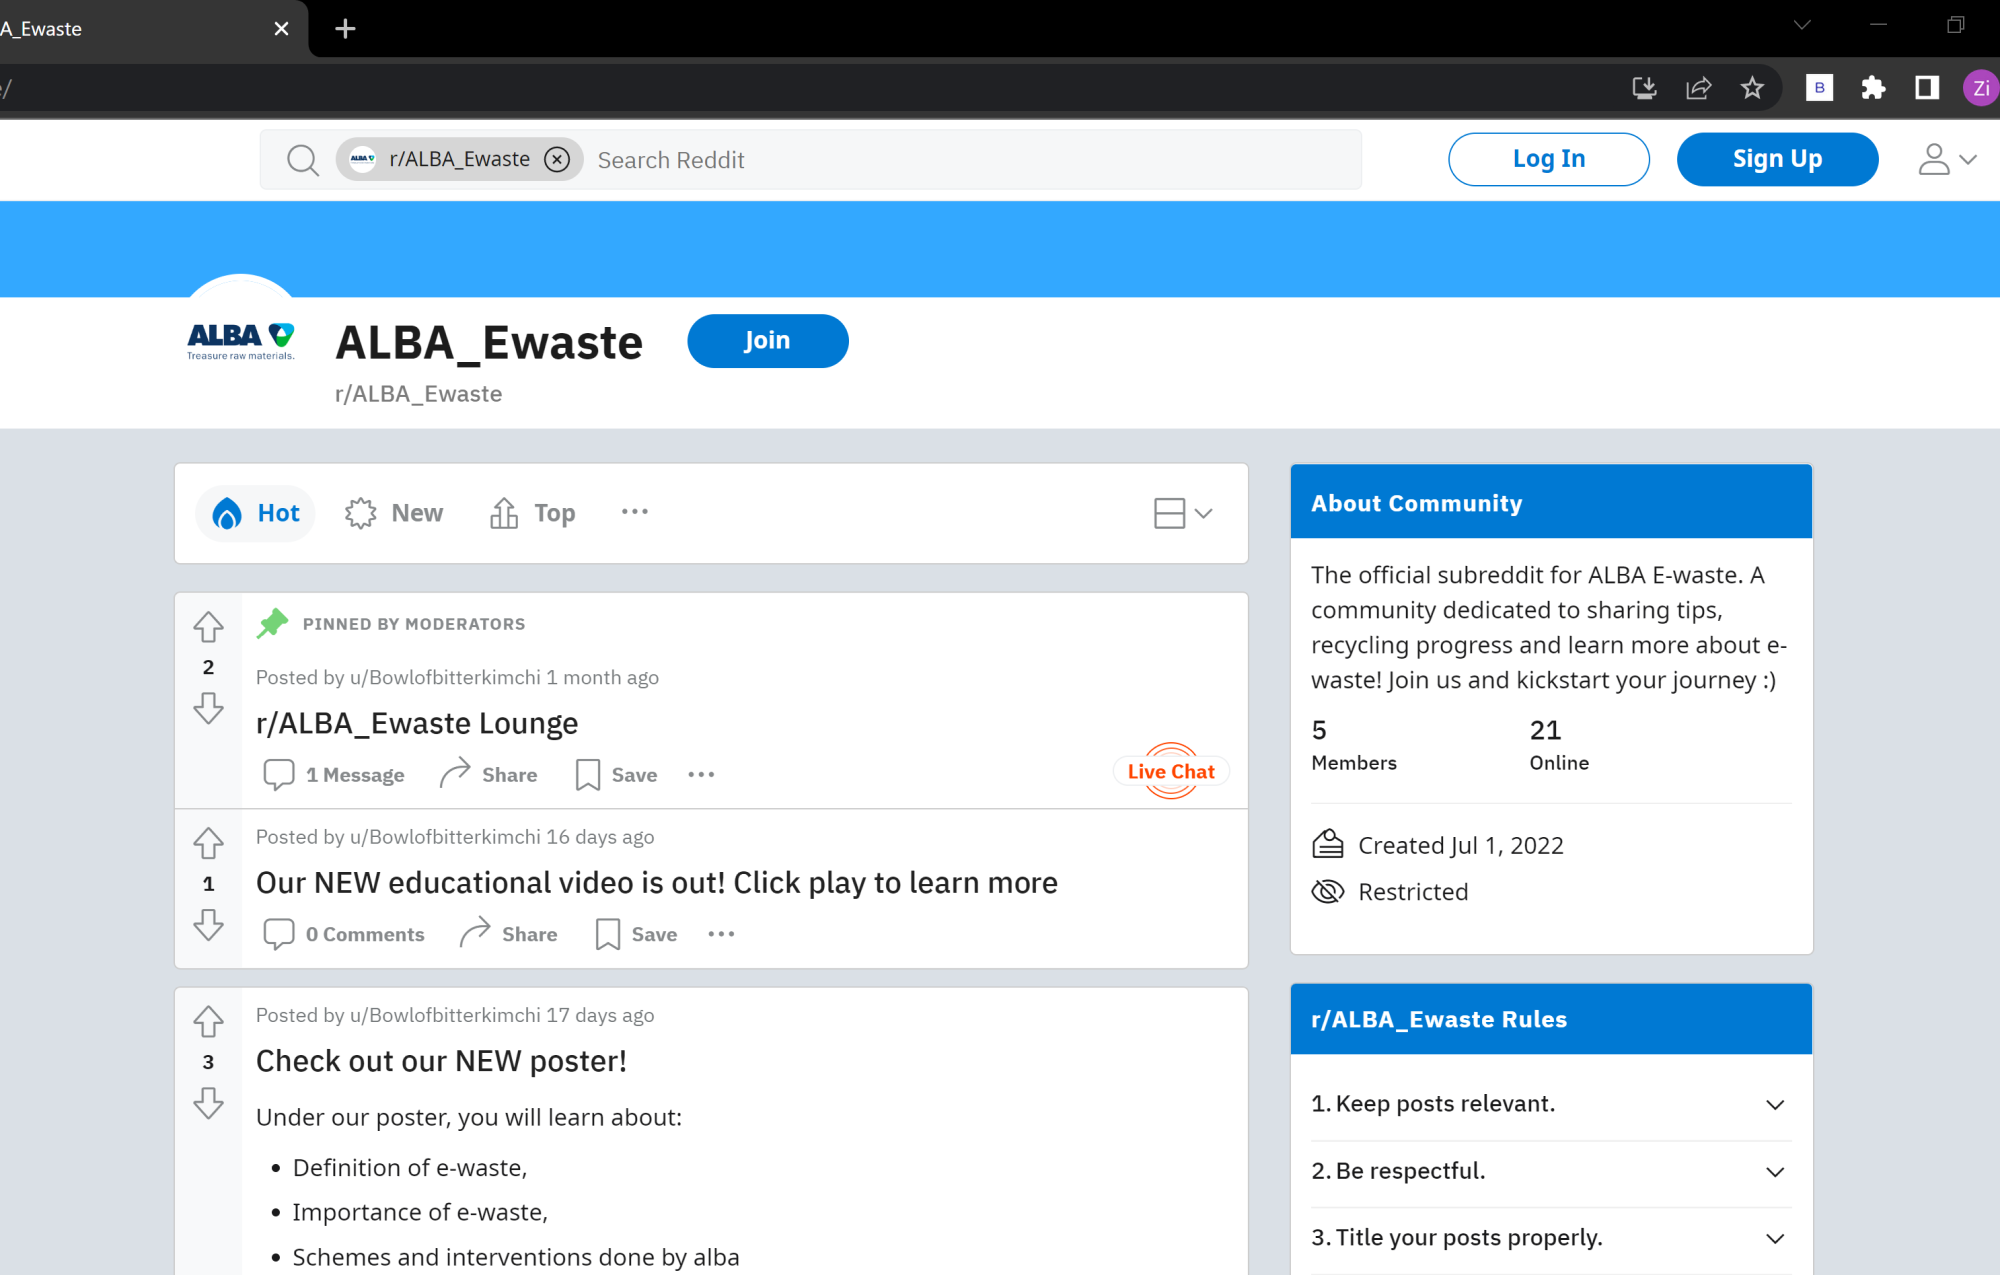 A_Ewaste
/
B
Zi
r/ALBA_Ewaste
Search Reddit
Log In
Sign Up
ALBA
Treasure raw materials.
ALBA_Ewaste
Join
r/ALBA_Ewaste
Hot
New
Top
PINNED BY MODERATORS
2
Posted by u/Bowlofbitterkimchi 1 month ago
r/ALBA_Ewaste Lounge
1 Message
Share
Save
Live Chat
Posted by u/Bowlofbitterkimchi 16 days ago
1
Our NEW educational video is out! Click play to learn more
0 Comments
Share
Save
Posted by u/Bowlofbitterkimchi 17 days ago
3
Check out our NEW poster!
Under our poster, you will learn about:
• Definition of e-waste,
• Importance of e-waste,
• Schemes and interventions done by alba
About Community
The official subreddit for ALBA E-waste. A
community dedicated to sharing tips,
recycling progress and learn more about e-
waste! Join us and kickstart your journey :)
5
Members
21
Online
Created Jul 1, 2022
Restricted
r/ALBA_Ewaste Rules
1. Keep posts relevant.
2. Be respectful.
3. Title your posts properly.